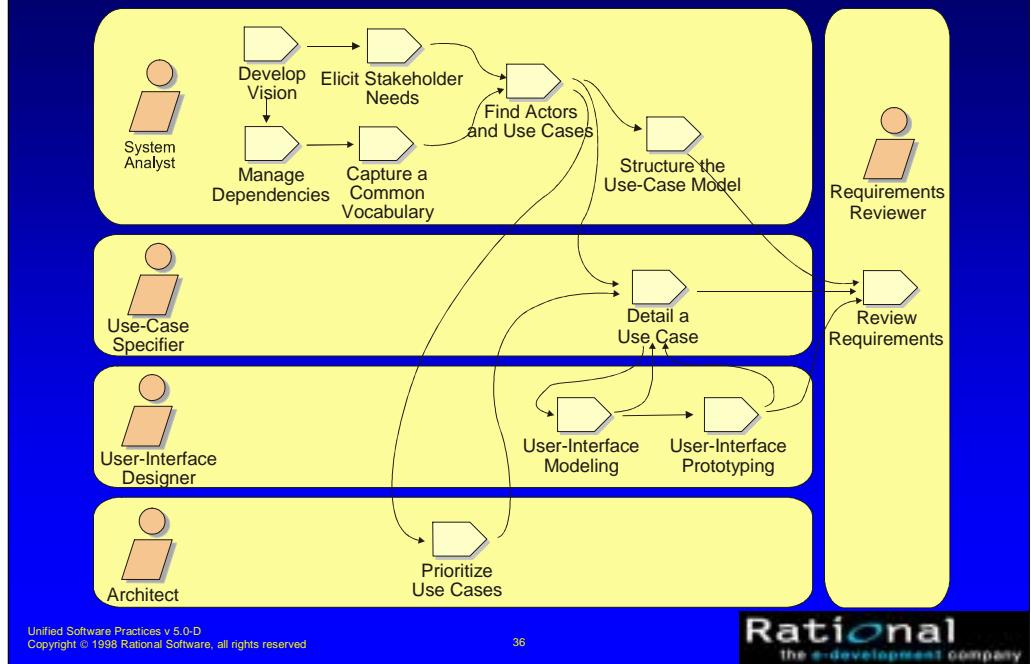 System
Analyst
Develop
Vision
Elicit Stakeholder
Needs
Find Actors
and Use Cases
Manage
Dependencies
Capture a
Common
Vocabulary
Structure the
Use-Case Model
Requirements
Reviewer
Use-Case
Specifier
Detail a
Use Case
Review
Requirements
User-Interface
Designer
User-Interface
Modeling
User-Interface
Prototyping
Architect
Prioritize
Use Cases
Unified Software Practices v 5.0-D
Copyright © 1998 Rational Software, all rights reserved
36
Rational
the e-development company